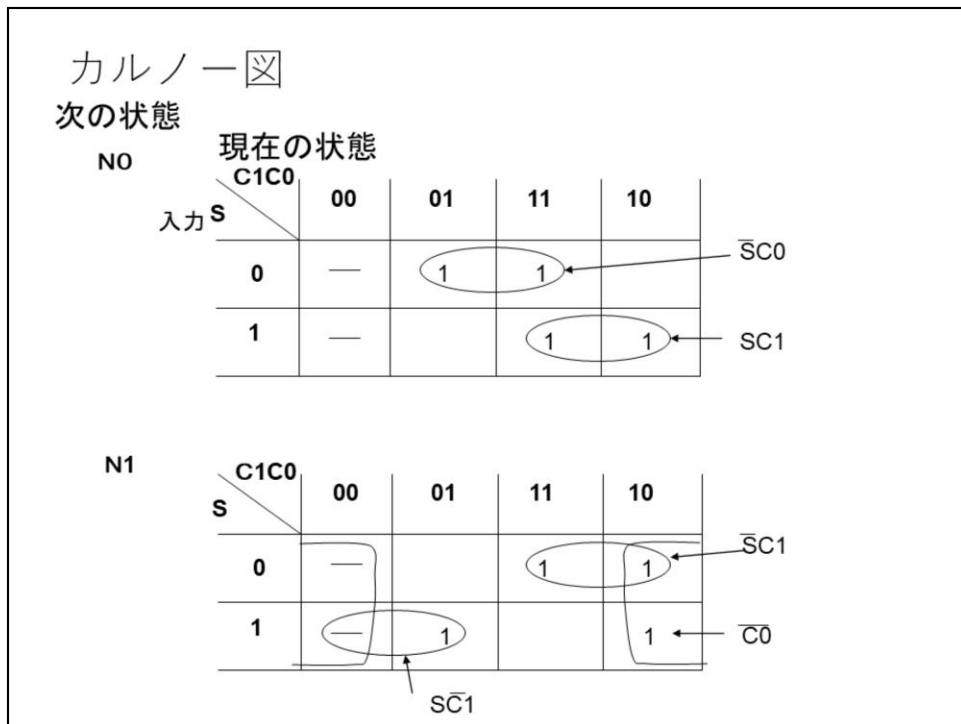 カルノー図
次の状態
N0 現在の状態
C1C0 00 01 11 10
入力 S
0 — 1 1 S̅C0
1 — 1 1 SC1
N1 C1C0 00 01 11 10
S
0 — 1 1 S̅C1
1 — 1 1 C̅0̅
SC̅1